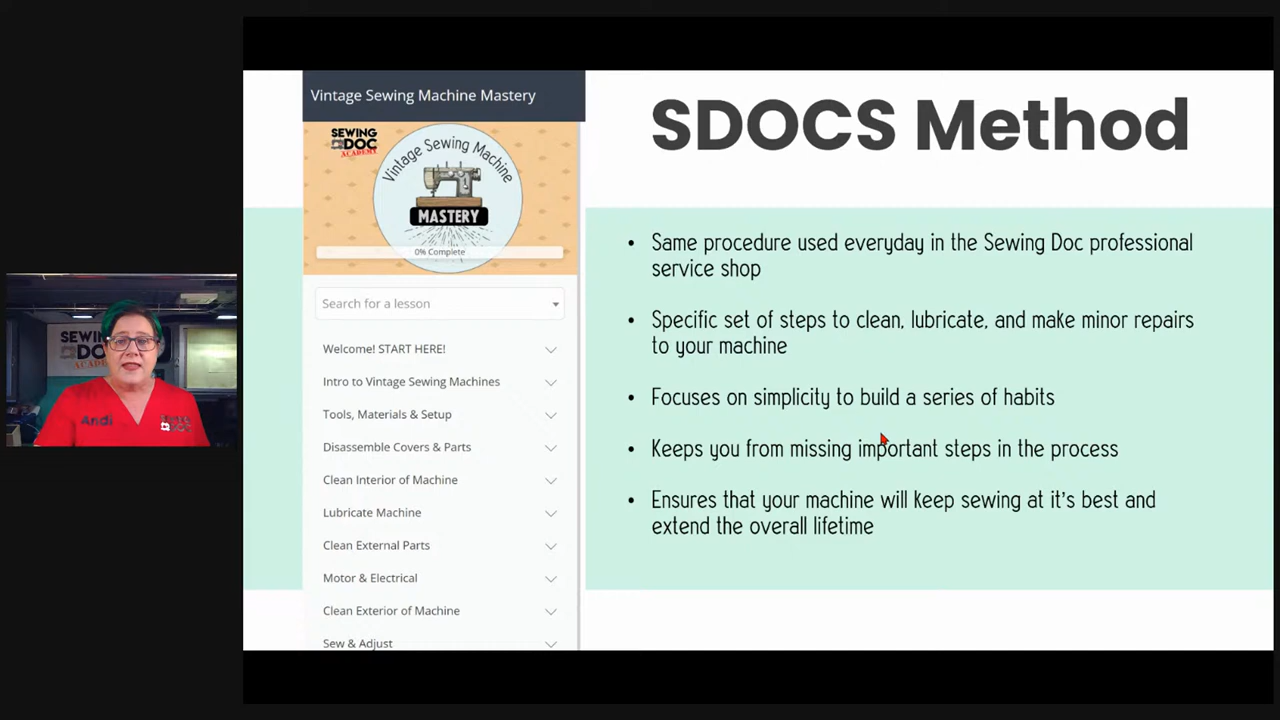 Vintage Sewing Machine Mastery
SEWING
DOC
ACADEMY
Vintage Sewing Machine
MASTERY
0% Complete
Search for a lesson
Welcome! START HERE!
Intro to Vintage Sewing Machines
Tools, Materials & Setup
Disassemble Covers & Parts
Clean Interior of Machine
Lubricate Machine
Clean External Parts
Motor & Electrical
Clean Exterior of Machine
Sew & Adjust
SDOCS Method
• Same procedure used everyday in the Sewing Doc professional
service shop
• Specific set of steps to clean, lubricate, and make minor repairs
to your machine
• Focuses on simplicity to build a series of habits
• Keeps you from missing important steps in the process
• Ensures that your machine will keep sewing at it's best and
extend the overall lifetime
SEWING
DOC
Andi